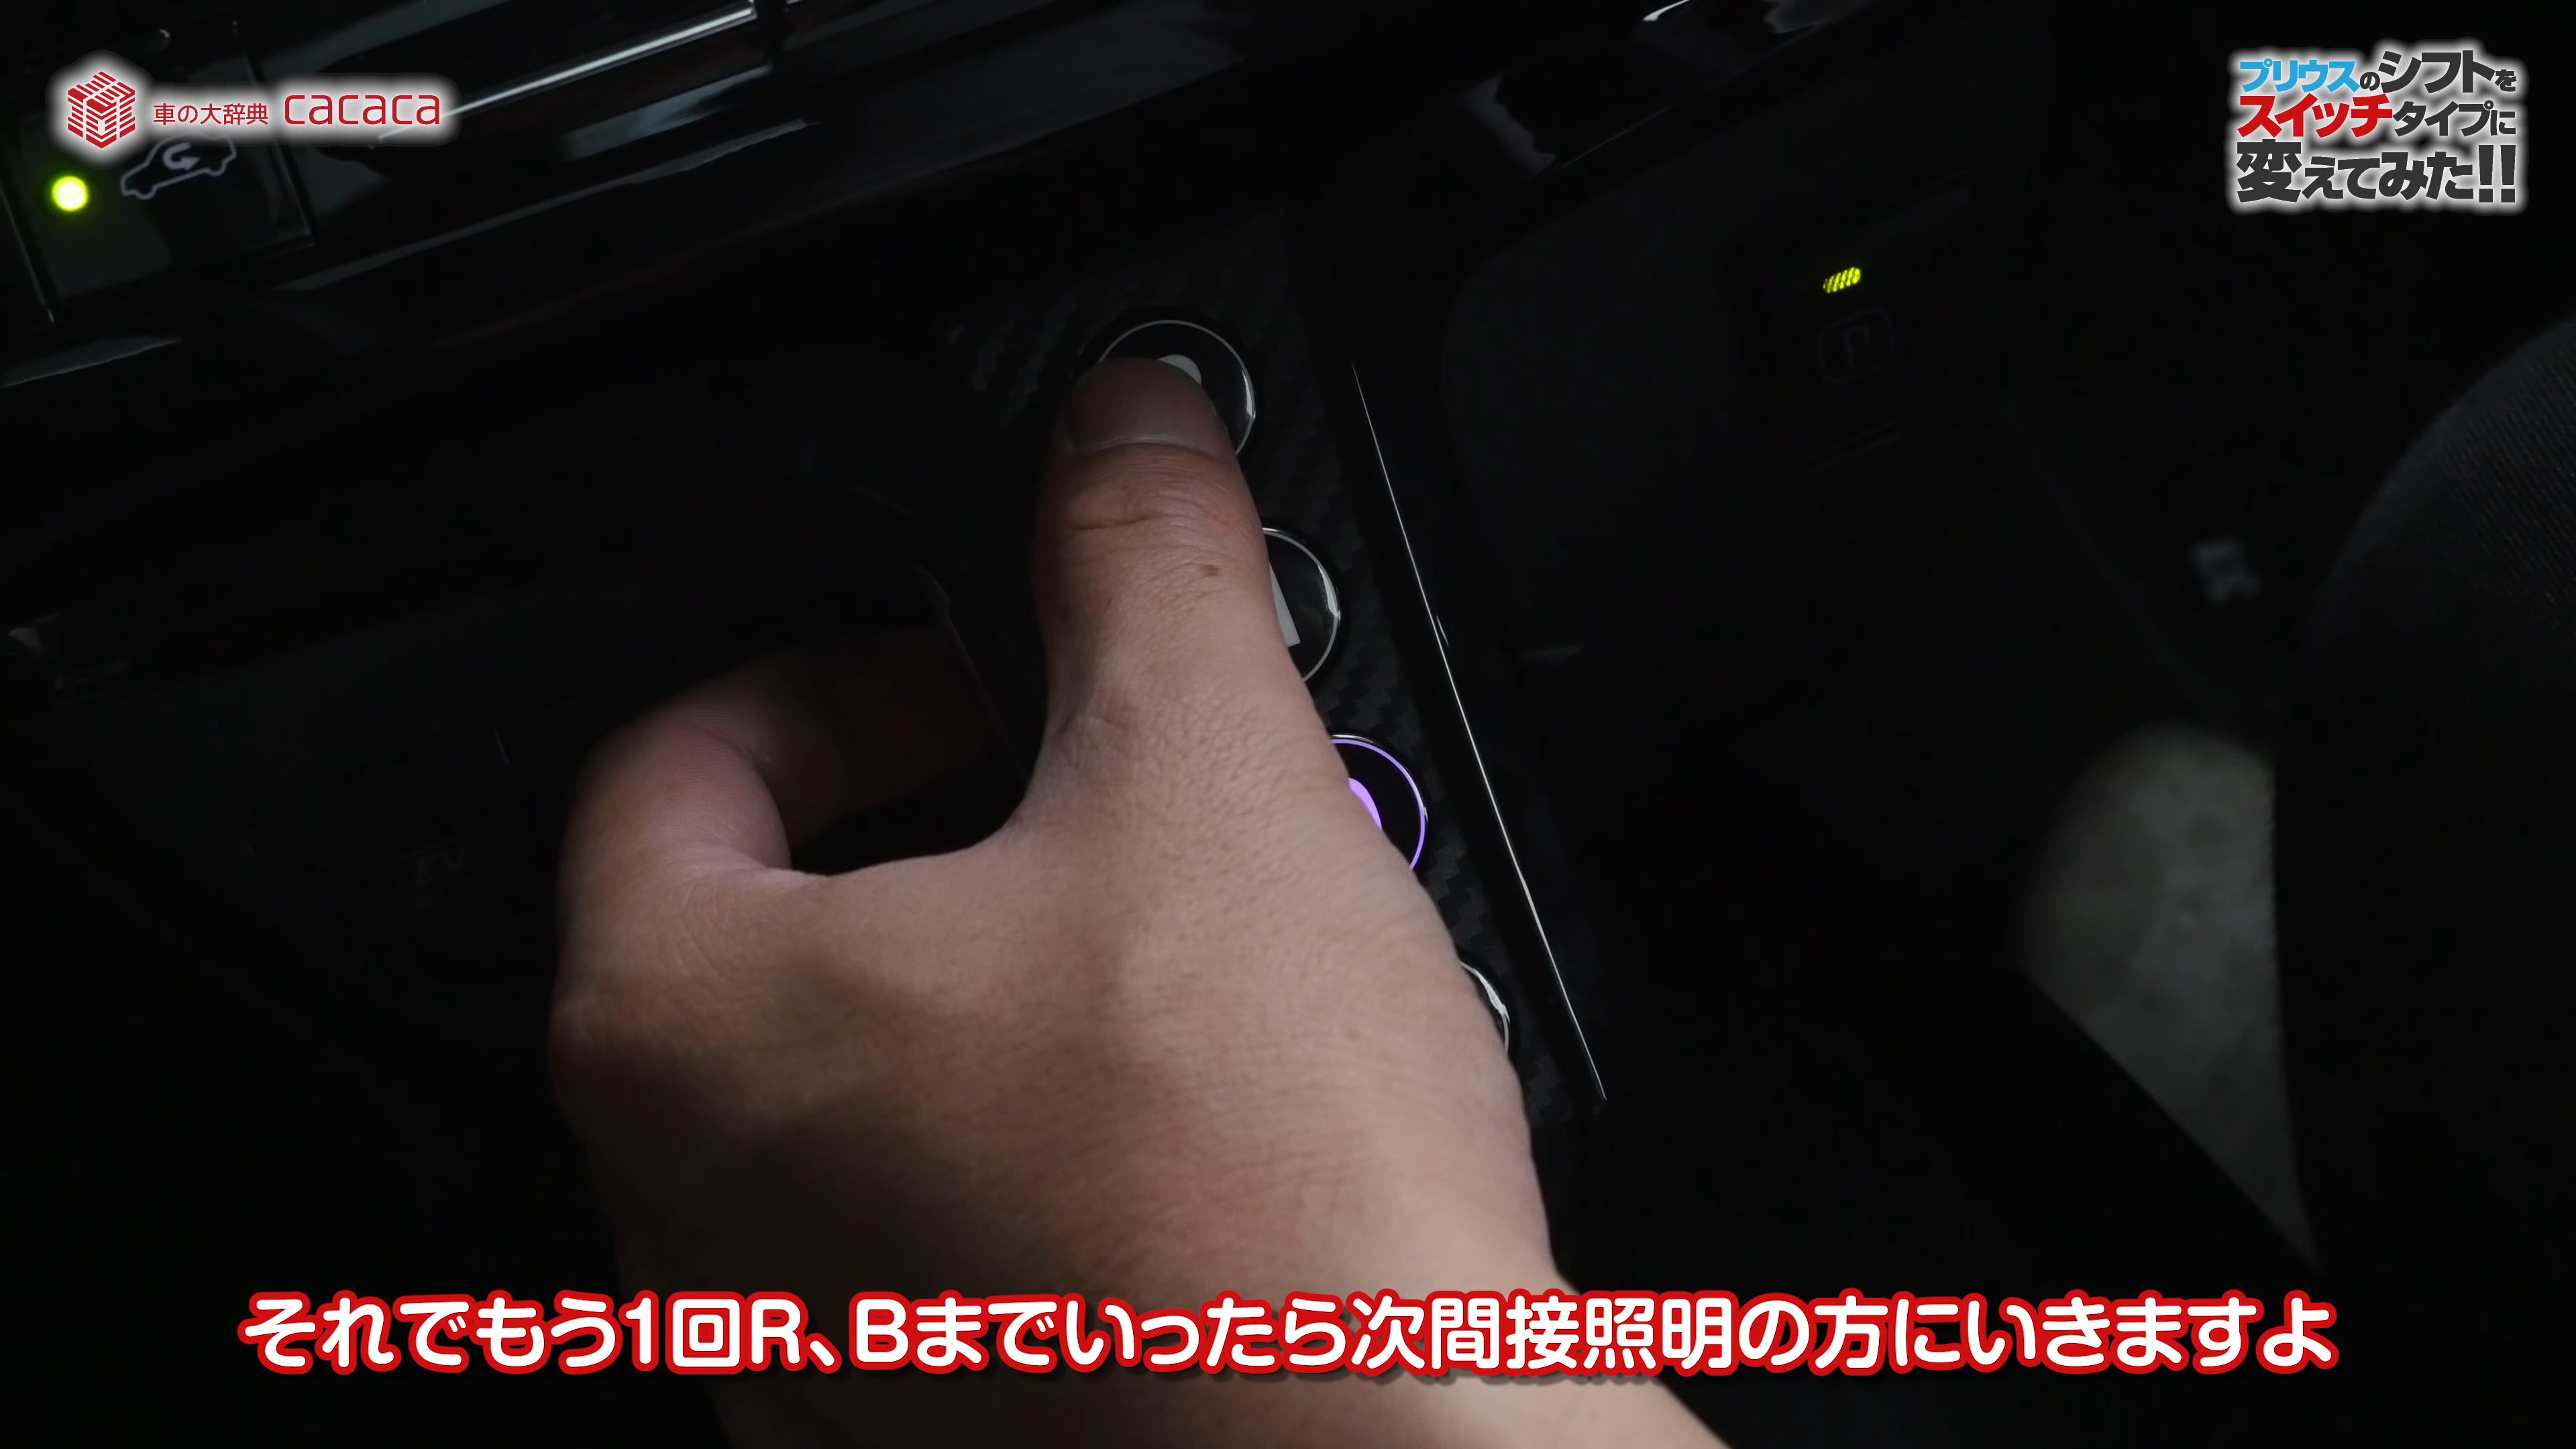 車の大辞典 cacaca
プリウスのシフトを
スイッチタイプに
変えてみた!!
P
EV
それでもう1回R、Bまでいったら次間接照明の方にいきますよ